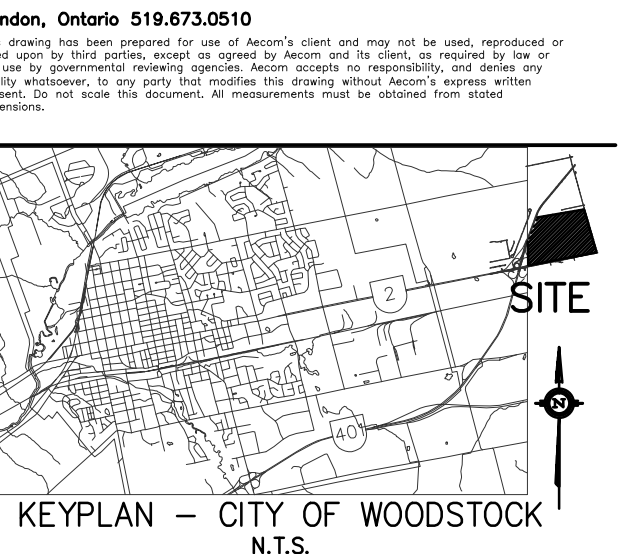 ndon, Ontario 519.673.0510
drawing has been prepared for use of Aecom's client and may not be used, reproduced or
ed upon by third parties, except as agreed by Aecom and its client, as required by law or
use by governmental reviewing agencies. Aecom accepts no responsibility, and denies any
lity whatsoever, to any party that modifies this drawing without Aecom's express written
sent. Do not scale this document. All measurements must be obtained from stated
ensions.
2
SITE
N
40
KEYPLAN – CITY OF WOODSTOCK
N.T.S.